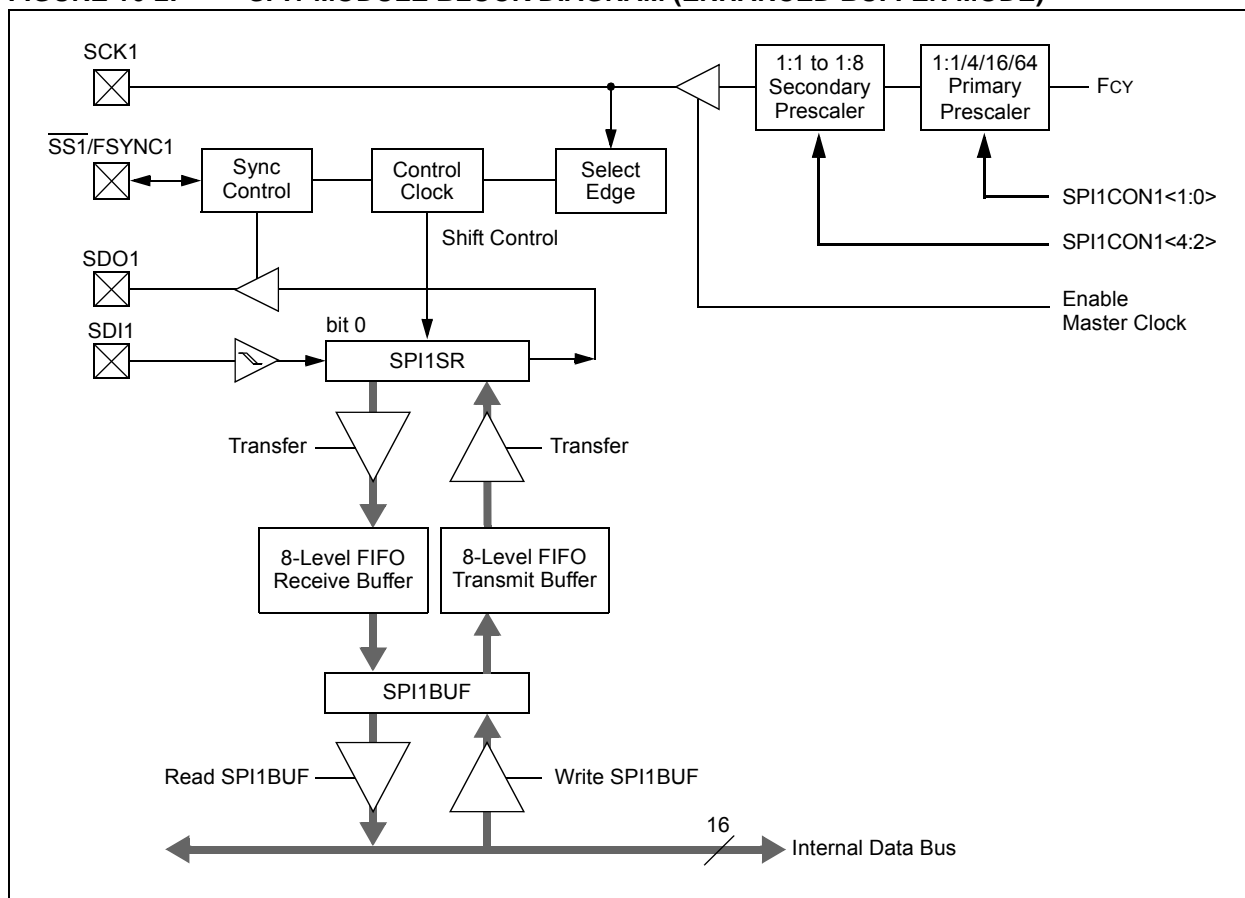 SCK1
1:1 to 1:8
Secondary
Prescaler
1:1/4/16/64
Primary
Prescaler
FCY
SS1/FSYNC1
Sync
Control
Control
Clock
Select
Edge
SPI1CON1<1:0>
Shift Control
SPI1CON1<4:2>
SDO1
Enable
Master Clock
SDI1
bit 0
SPI1SR
Transfer
Transfer
8-Level FIFO
Receive Buffer
8-Level FIFO
Transmit Buffer
SPI1BUF
Read SPI1BUF
Write SPI1BUF
16
Internal Data Bus